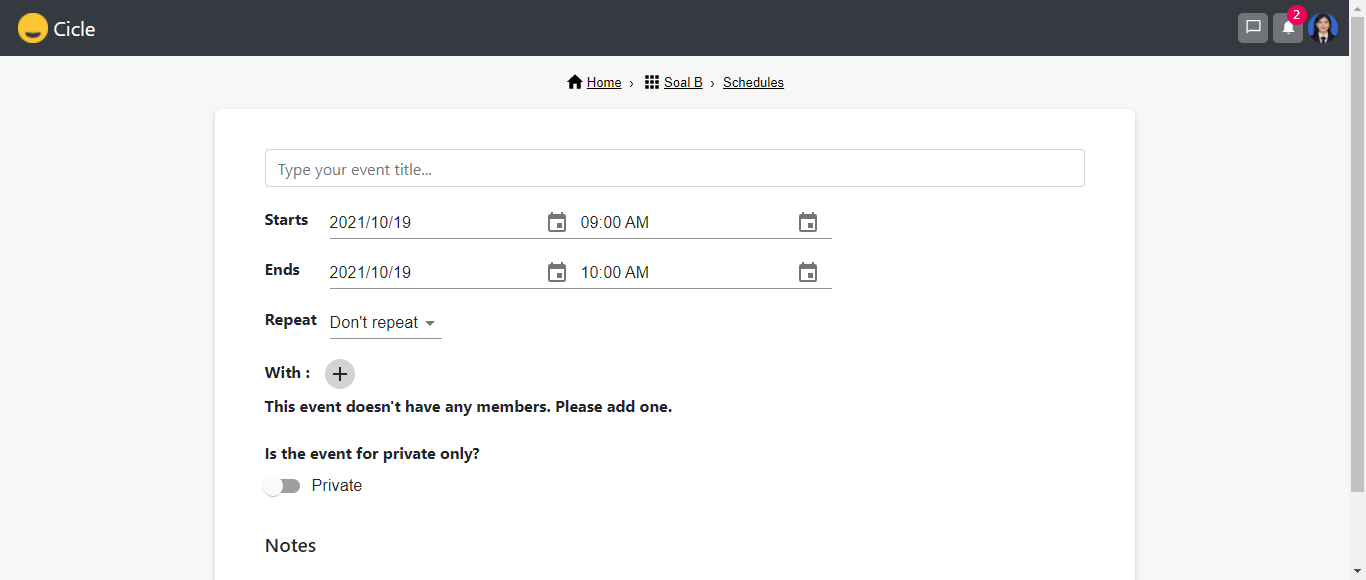 Cicle
2
Home › Soal B › Schedules
Type your event title...
Starts 2021/10/19 09:00 AM
Ends 2021/10/19 10:00 AM
Repeat Don't repeat
With :
This event doesn't have any members. Please add one.
Is the event for private only?
Private
Notes